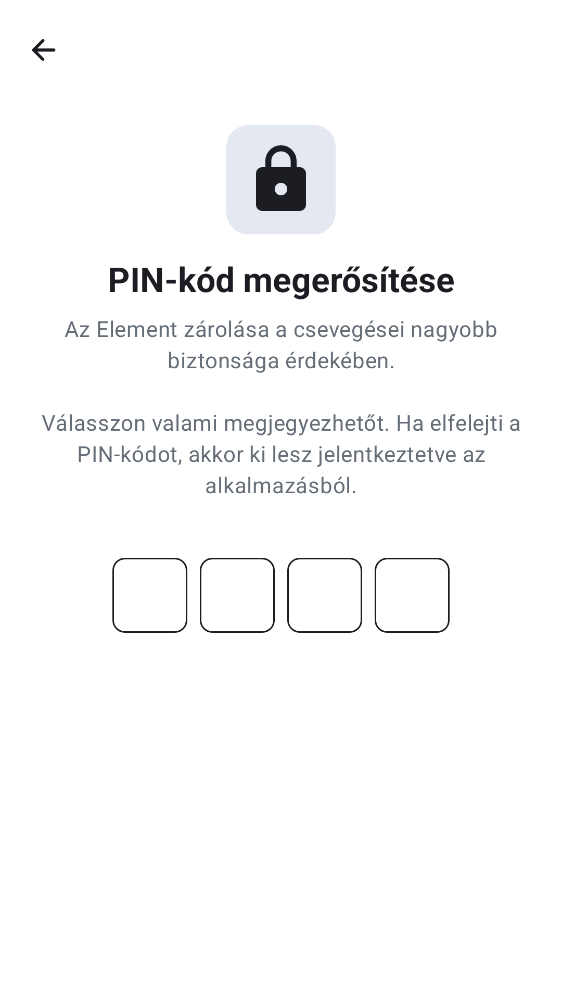 PIN-kód megerősítése
Az Element zárolása a csevegései nagyobb
biztonsága érdekében.
Válasszon valami megjegyezhetőt. Ha elfelejti a
PIN-kódot, akkor ki lesz jelentkeztetve az
alkalmazásból.